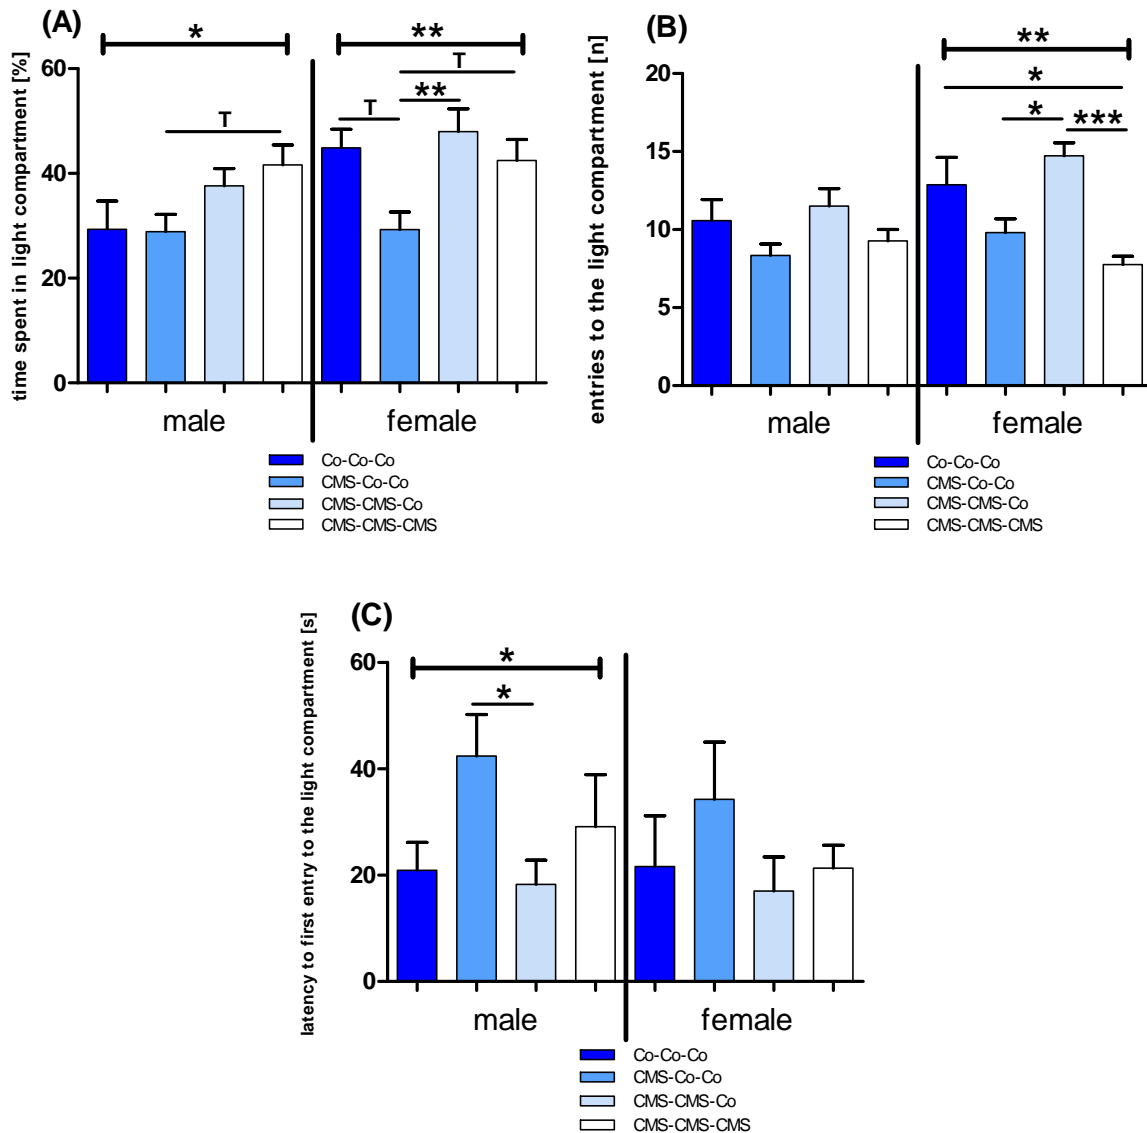 (A)
*
**
T
T
**
T
time spent in light compartment [%]
60
40
20
0
male
female
Co-Co-Co
CMS-Co-Co
CMS-CMS-Co
CMS-CMS-CMS
(B)
**
*
*
***
entries to the light compartment [n]
20
15
10
5
0
male
female
Co-Co-Co
CMS-Co-Co
CMS-CMS-Co
CMS-CMS-CMS
(C)
*
*
latency to first entry to the light compartment [s]
60
40
20
0
male
female
Co-Co-Co
CMS-Co-Co
CMS-CMS-Co
CMS-CMS-CMS